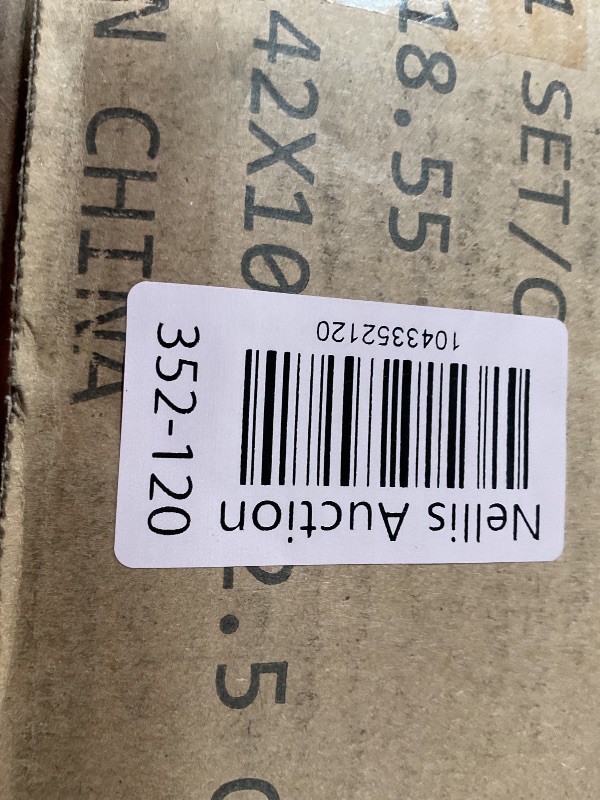 1 SET/C
18.55
42X10 2.5
N CHINA
Nellis Auction
1043352120
352-120